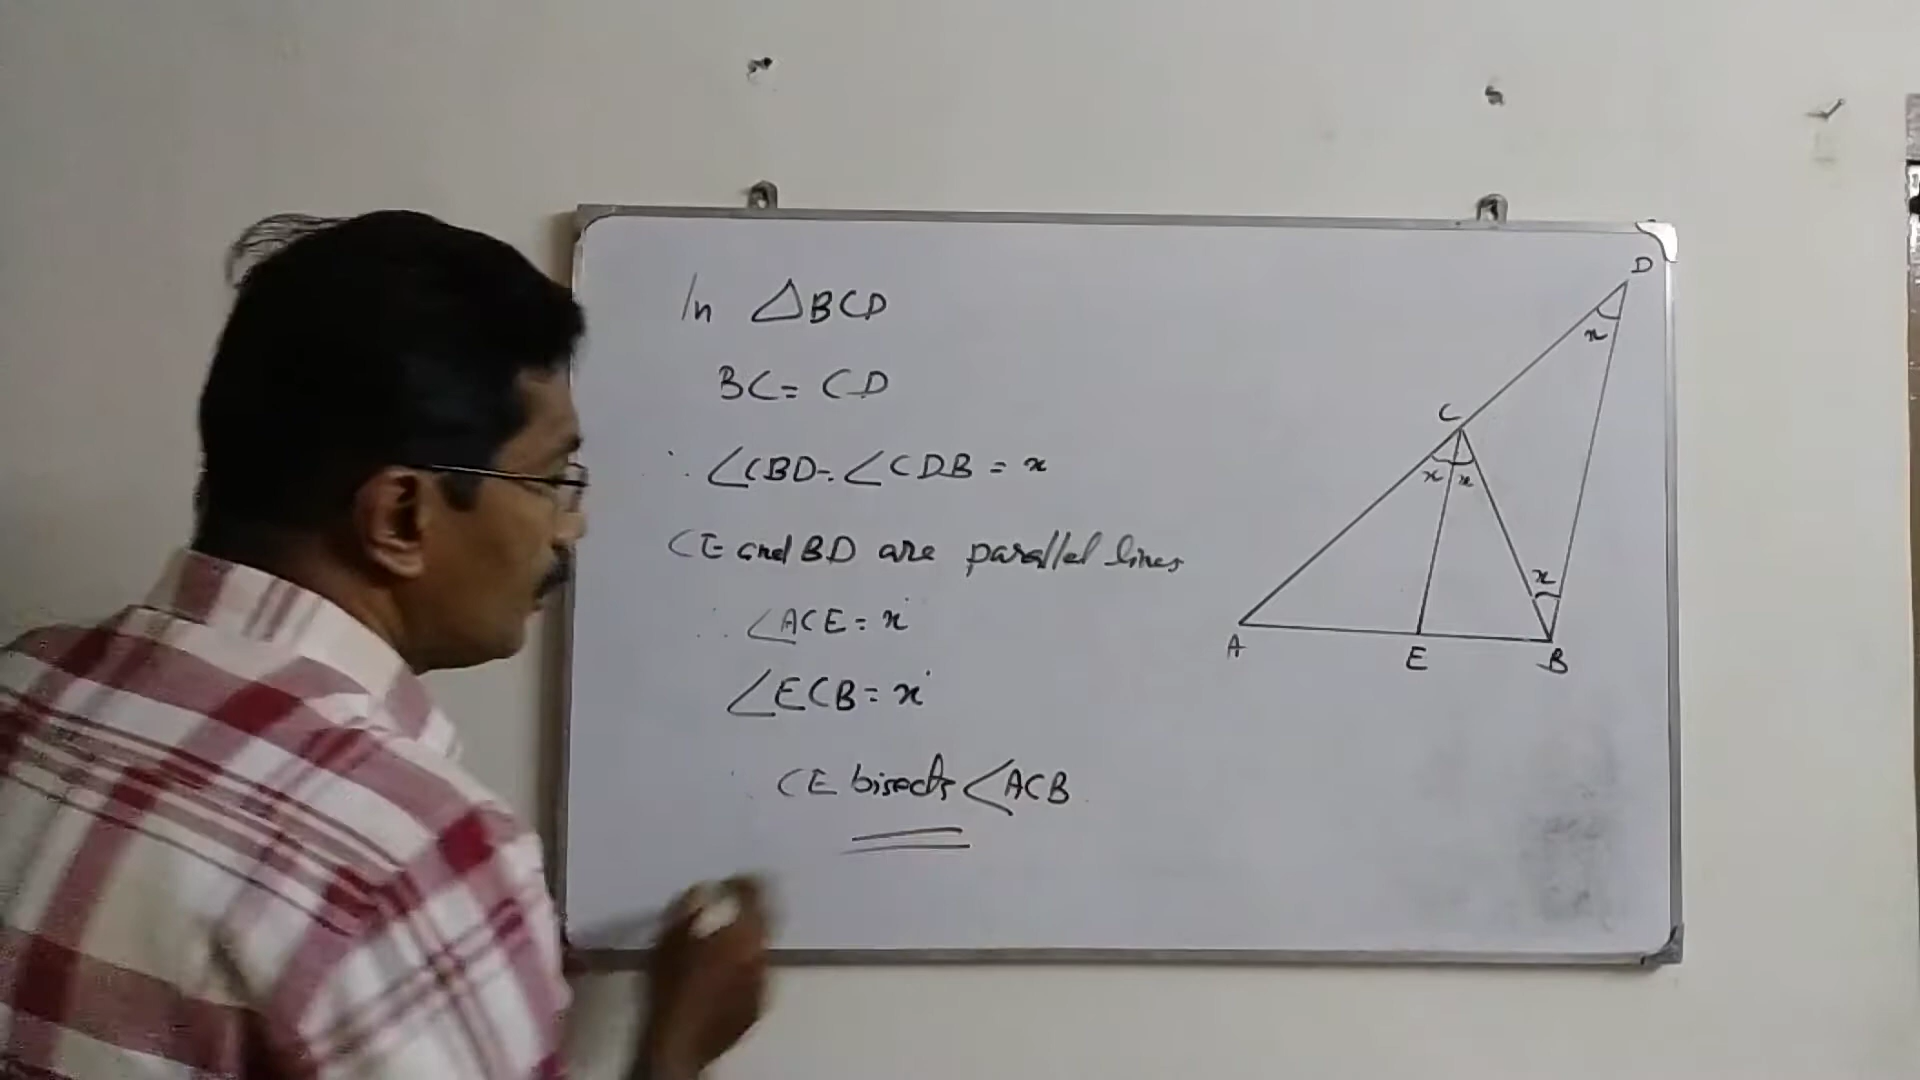 In △BCD
BC = CD
∴ ∠CBD = ∠CDB = x
CE and BD are parallel lines
∴ ∠ACE = x
∠ECB = x
CE bisects ∠ACB
D
x
C
x x
x
A E B